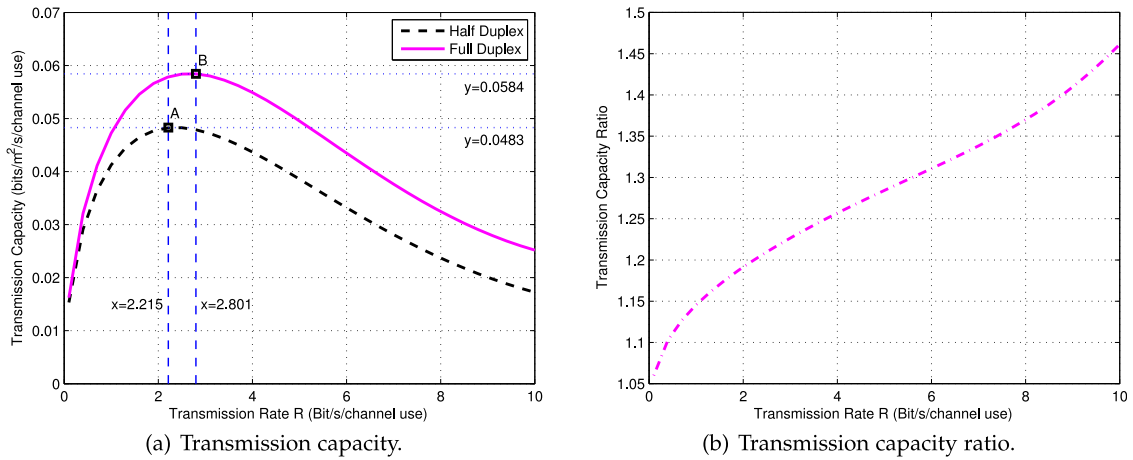 0.07
0.06
0.05
0.04
0.03
0.02
0.01
0
Transmission Capacity (bits/m²/s/channel use)
Half Duplex
Full Duplex
B
y=0.0584
A
y=0.0483
x=2.215
x=2.801
0 2 4 6 8 10
Transmission Rate R (Bit/s/channel use)
(a) Transmission capacity.
1.5
1.45
1.4
1.35
1.3
1.25
1.2
1.15
1.1
1.05
Transmission Capacity Ratio
0 2 4 6 8 10
Transmission Rate R (Bit/s/channel use)
(b) Transmission capacity ratio.